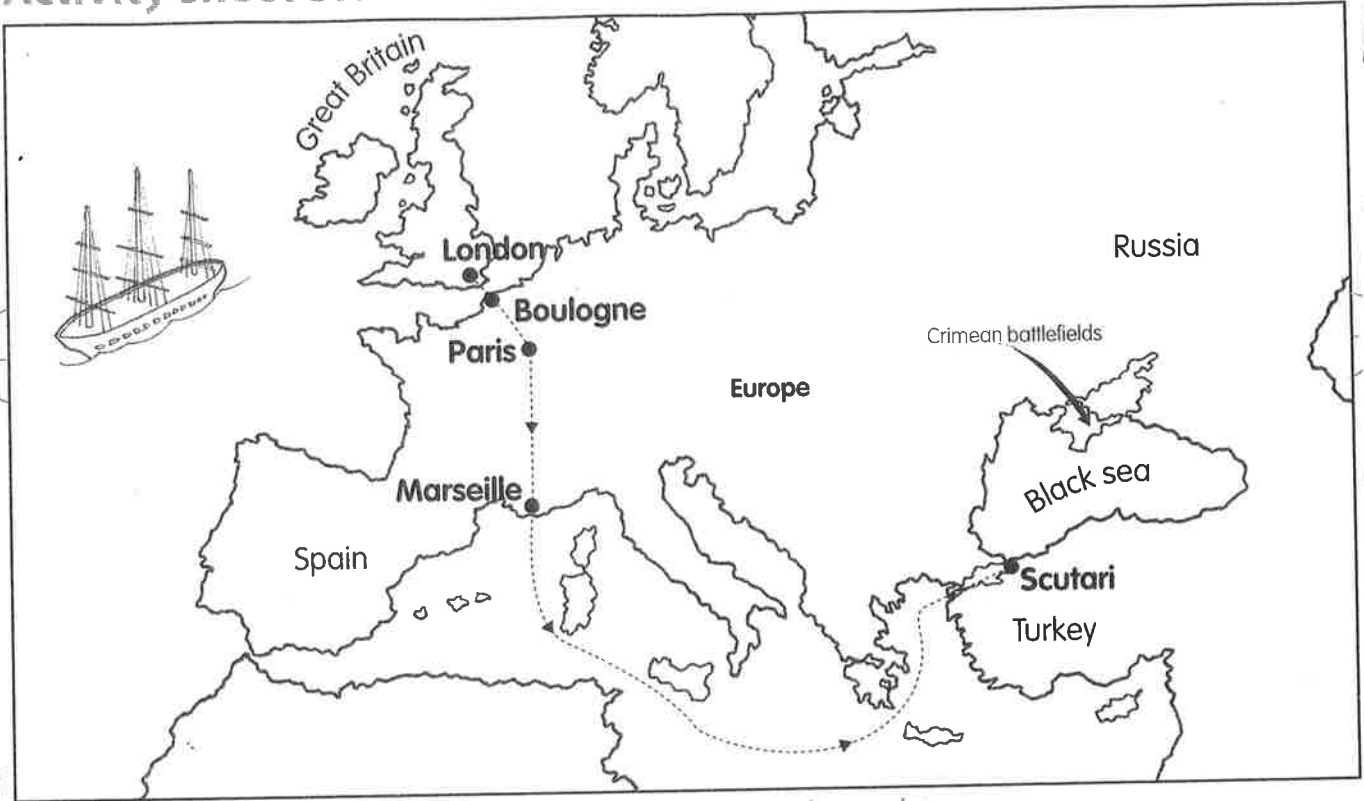 Great Britain
London
Boulogne
Paris
Russia
Crimean battlefields
Europe
Marseille
Black sea
Spain
Scutari
Turkey